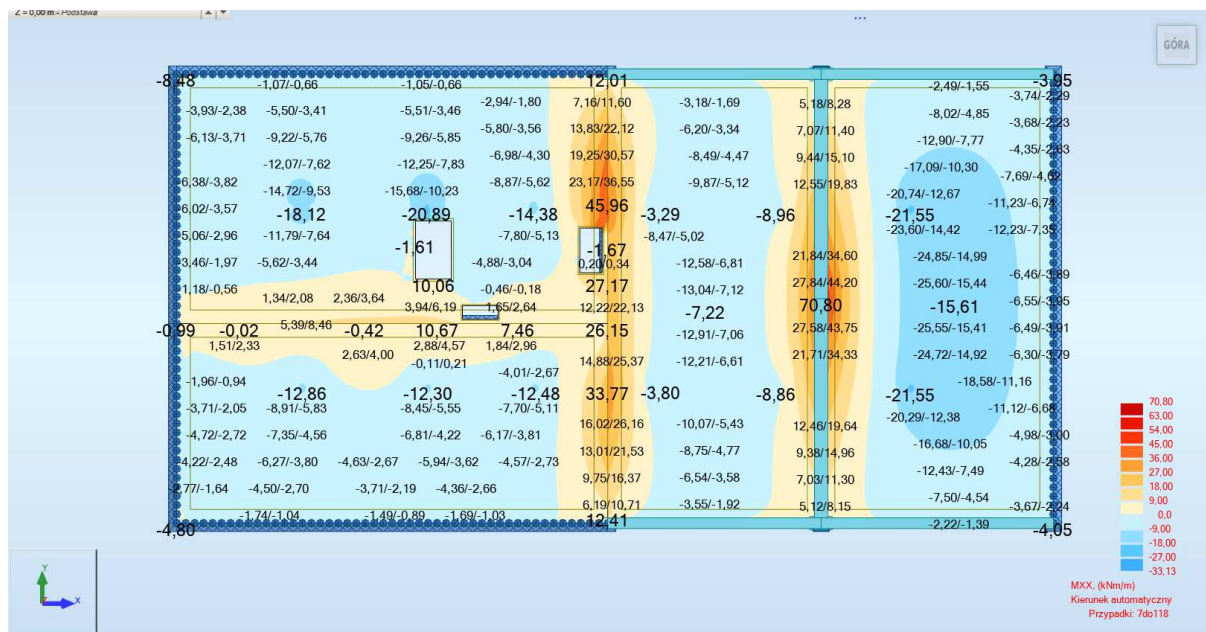 Z = 0,00 m - Podstawa
...
GÓRA
-8,48 12,01 -3,95
-1,07/-0,66 -1,05/-0,66 -2,49/-1,55
-2,94/-1,80 7,16/11,60 -3,18/-1,69 5,18/8,28 -3,74/-2,29
-3,93/-2,38 -5,50/-3,41 -5,51/-3,46 -8,02/-4,85
-5,80/-3,56 13,83/22,12 -6,20/-3,34 7,07/11,40 -3,68/-2,23
-6,13/-3,71 -9,22/-5,76 -9,26/-5,85 -12,90/-7,77
-6,98/-4,30 19,25/30,57 -8,49/-4,47 9,44/15,10 -4,35/-2,63
-12,07/-7,62 -12,25/-7,83 -17,09/-10,30
-6,38/-3,82 -8,87/-5,62 23,17/36,55 -9,87/-5,12 12,55/19,83 -7,69/-4,62
-14,72/-9,53 -15,68/-10,23 -20,74/-12,67
-6,02/-3,57 -18,12 -20,89 -14,38 45,96 -3,29 -8,96 -21,55 -11,23/-6,74
-5,06/-2,96 -11,79/-7,64 -7,80/-5,13 -8,47/-5,02 -23,60/-14,42 -12,23/-7,35
-1,61 -1,67
-3,46/-1,97 -5,62/-3,44 -4,88/-3,04 0,20/0,34 -12,58/-6,81 21,84/34,60 -24,85/-14,99
-6,46/-3,89
-1,18/-0,56 10,06 -0,46/-0,18 27,17 -13,04/-7,12 27,84/44,20 -25,60/-15,44
1,34/2,08 2,36/3,64 -6,55/-3,95
3,94/6,19 1,65/2,64 12,22/22,13 -7,22 70,80 -15,61
-0,99 -0,02 5,39/8,46 -0,42 10,67 7,46 26,15 -12,91/-7,06 27,58/43,75 -25,55/-15,41 -6,49/-3,91
1,51/2,33 2,88/4,57 1,84/2,96
2,63/4,00 -0,11/0,21 14,88/25,37 -12,21/-6,61 21,71/34,33 -24,72/-14,92 -6,30/-3,79
-4,01/-2,67
-1,96/-0,94 -18,58/-11,16
-12,86 -12,30 -12,48 33,77 -3,80 -8,86 -21,55
-3,71/-2,05 -8,91/-5,83 -8,45/-5,55 -7,70/-5,11 -11,12/-6,68
16,02/26,16 -10,07/-5,43 12,46/19,64 -20,29/-12,38
-4,72/-2,72 -7,35/-4,56 -6,81/-4,22 -6,17/-3,81 -4,98/-3,00
13,01/21,53 -8,75/-4,77 9,38/14,96 -16,68/-10,05
-4,22/-2,48 -6,27/-3,80 -4,63/-2,67 -5,94/-3,62 -4,57/-2,73 -4,28/-2,58
9,75/16,37 -6,54/-3,58 7,03/11,30 -12,43/-7,49
-2,77/-1,64 -4,50/-2,70 -3,71/-2,19 -4,36/-2,66
6,19/10,71 -3,55/-1,92 5,12/8,15 -7,50/-4,54 -3,67/-2,24
-1,74/-1,04 -1,49/-0,89 -1,69/-1,03
-4,80 12,41 -2,22/-1,39 -4,05
70,80
63,00
54,00
45,00
36,00
27,00
18,00
9,00
0,0
-9,00
-18,00
-27,00
-33,13
MXX, (kNm/m)
Kierunek automatyczny
Przypadki: 7do118
Y
Z X